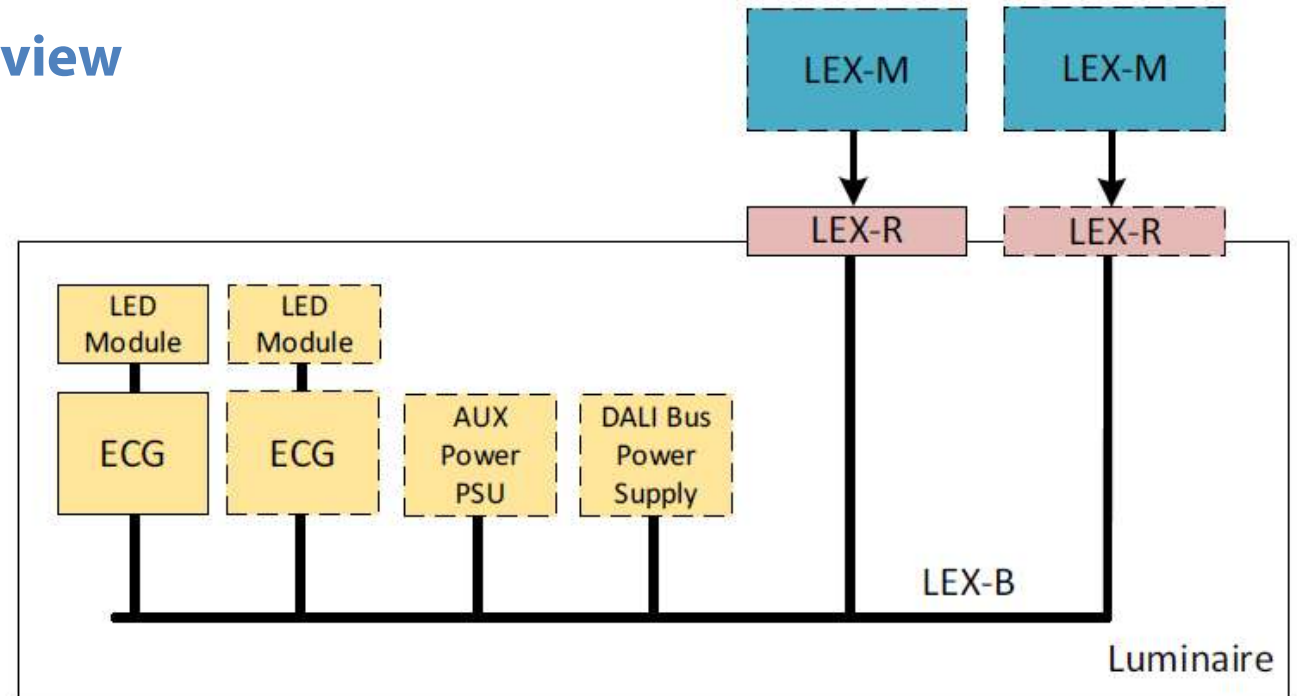 view
LEX-M
LEX-M
LEX-R
LEX-R
LED
Module
LED
Module
ECG
ECG
AUX
Power
PSU
DALI Bus
Power
Supply
LEX-B
Luminaire